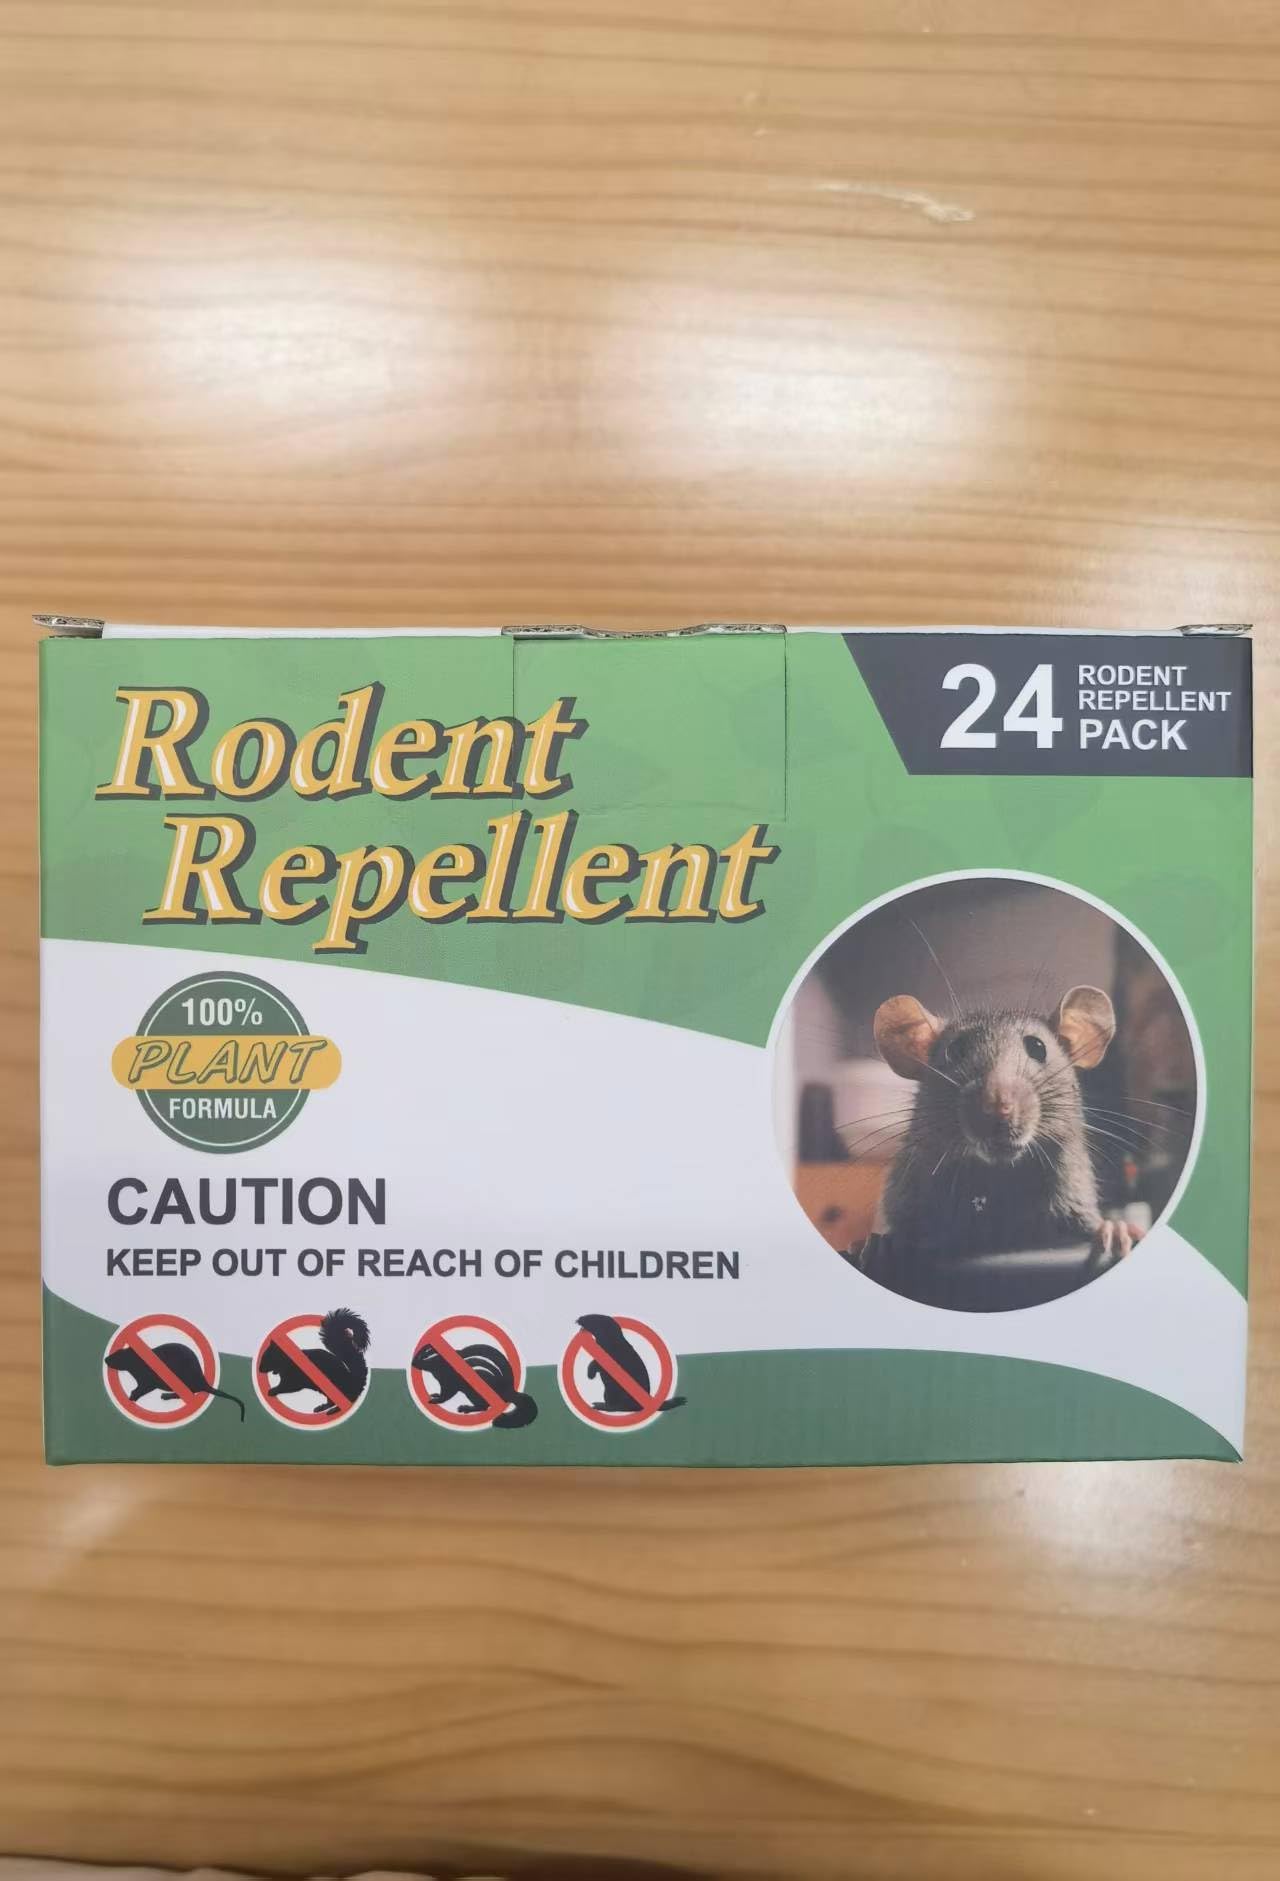 24 RODENT
REPELLENT
PACK
Rodent
Repellent
100%
PLANT
FORMULA
CAUTION
KEEP OUT OF REACH OF CHILDREN